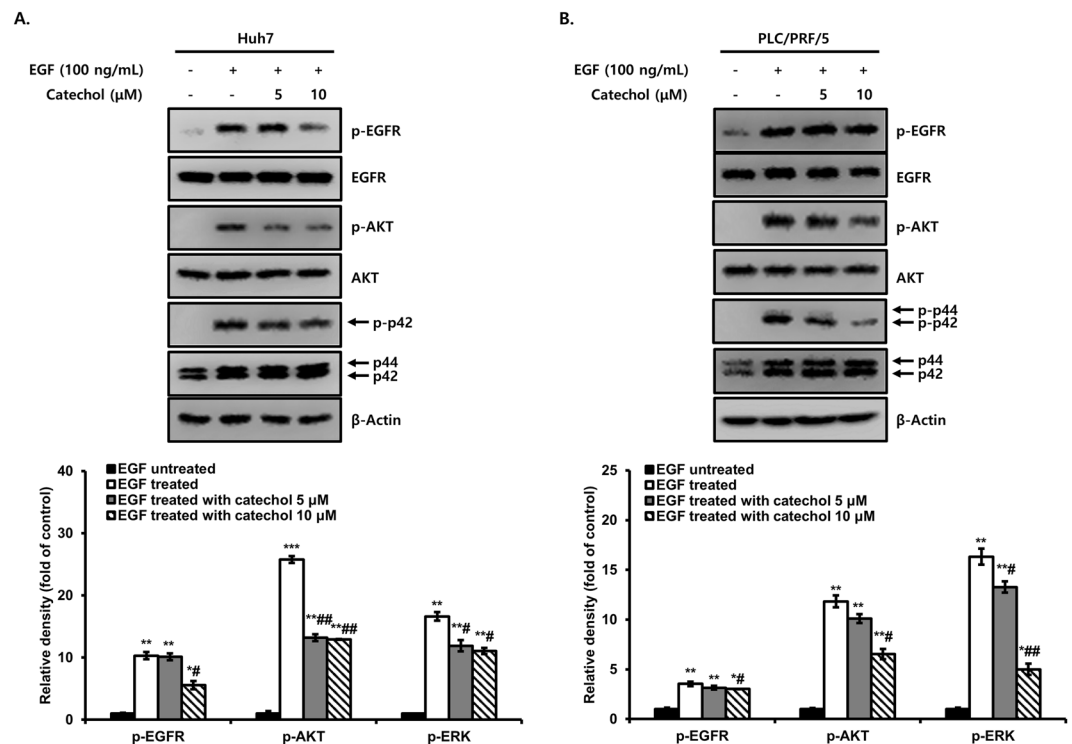 A.
Huh7
EGF (100 ng/mL) - + + +
Catechol (μM) - - 5 10
p-EGFR
EGFR
p-AKT
AKT
p-p42
p44
p42
β-Actin
40
30
20
10
0
Relative density (fold of control)
EGF untreated
EGF treated
EGF treated with catechol 5 μM
EGF treated with catechol 10 μM
** ** *#
*** **## **##
** **# **#
p-EGFR p-AKT p-ERK
B.
PLC/PRF/5
EGF (100 ng/mL) - + + +
Catechol (μM) - - 5 10
p-EGFR
EGFR
p-AKT
AKT
p-p44
p-p42
p44
p42
β-Actin
25
20
15
10
5
0
Relative density (fold of control)
EGF untreated
EGF treated
EGF treated with catechol 5 μM
EGF treated with catechol 10 μM
** ** *#
** ** **#
** **# *##
p-EGFR p-AKT p-ERK